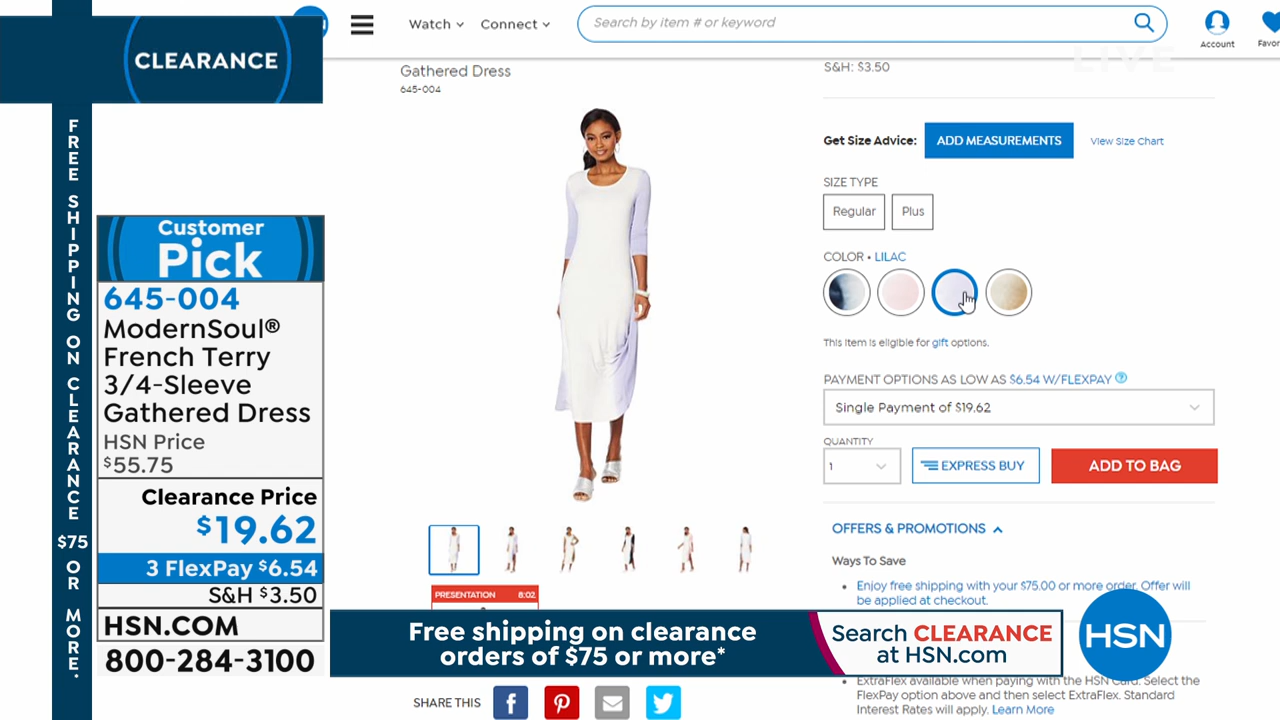 CLEARANCE
FREE SHIPPING ON CLEARANCE $75 OR MORE.
Customer
Pick
645-004
ModernSoul®
French Terry
3/4-Sleeve
Gathered Dress
HSN Price
$55.75
Clearance Price
$19.62
3 FlexPay $6.54
S&H $3.50
HSN.COM
800-284-3100
Watch
Connect
Search by item # or keyword
Account
LIVE
Gathered Dress
645-004
S&H: $3.50
Get Size Advice:
ADD MEASUREMENTS
View Size Chart
SIZE TYPE
Regular
Plus
COLOR • LILAC
This item is eligible for gift options.
PAYMENT OPTIONS AS LOW AS $6.54 W/FLEXPAY
Single Payment of $19.62
QUANTITY
1
EXPRESS BUY
ADD TO BAG
OFFERS & PROMOTIONS
Ways To Save
Enjoy free shipping with your $75.00 or more order. Offer will
be applied at checkout.
PRESENTATION 8:02
Free shipping on clearance
orders of $75 or more*
Search CLEARANCE
at HSN.com
HSN
ExtraFlex available when paying with the HSN Card. Select the
FlexPay option above and then select ExtraFlex. Standard
Interest Rates will apply. Learn More
SHARE THIS